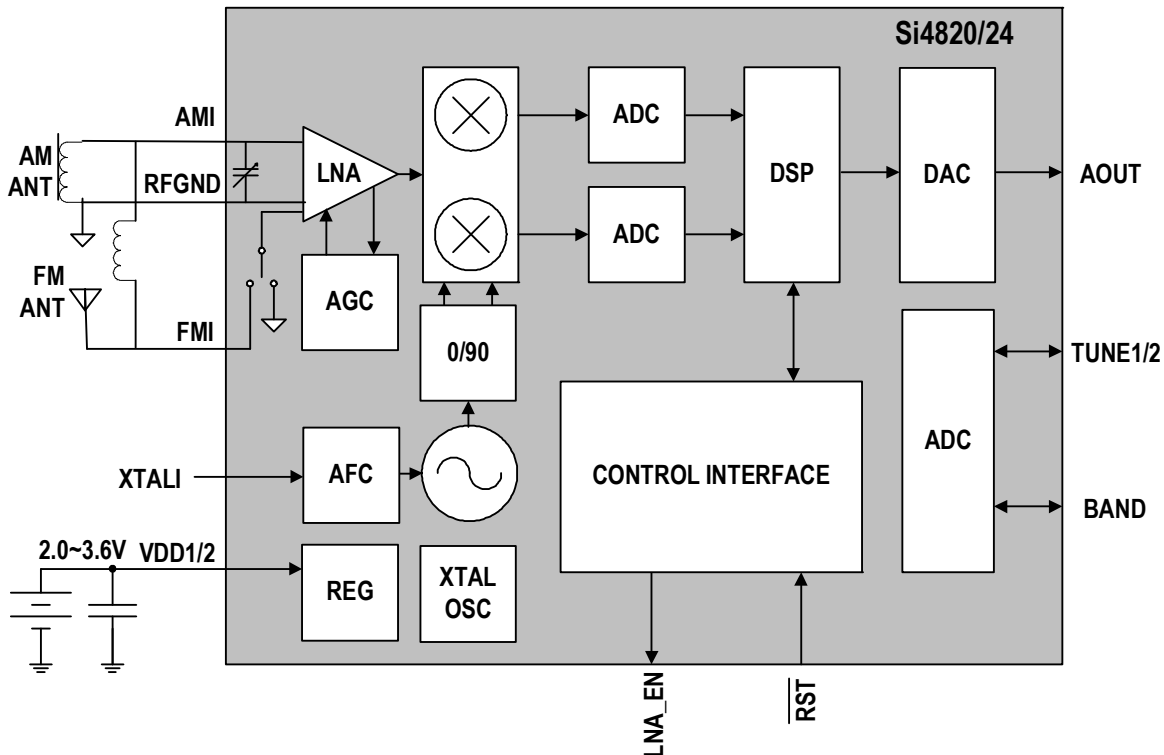 Si4820/24
AMI
AM
ANT
RFGND
LNA
ADC
ADC
DSP
DAC
AOUT
FM
ANT
FMI
AGC
0/90
TUNE1/2
ADC
BAND
XTALI
AFC
CONTROL INTERFACE
2.0~3.6V
VDD1/2
REG
XTAL
OSC
LNA_EN
RST